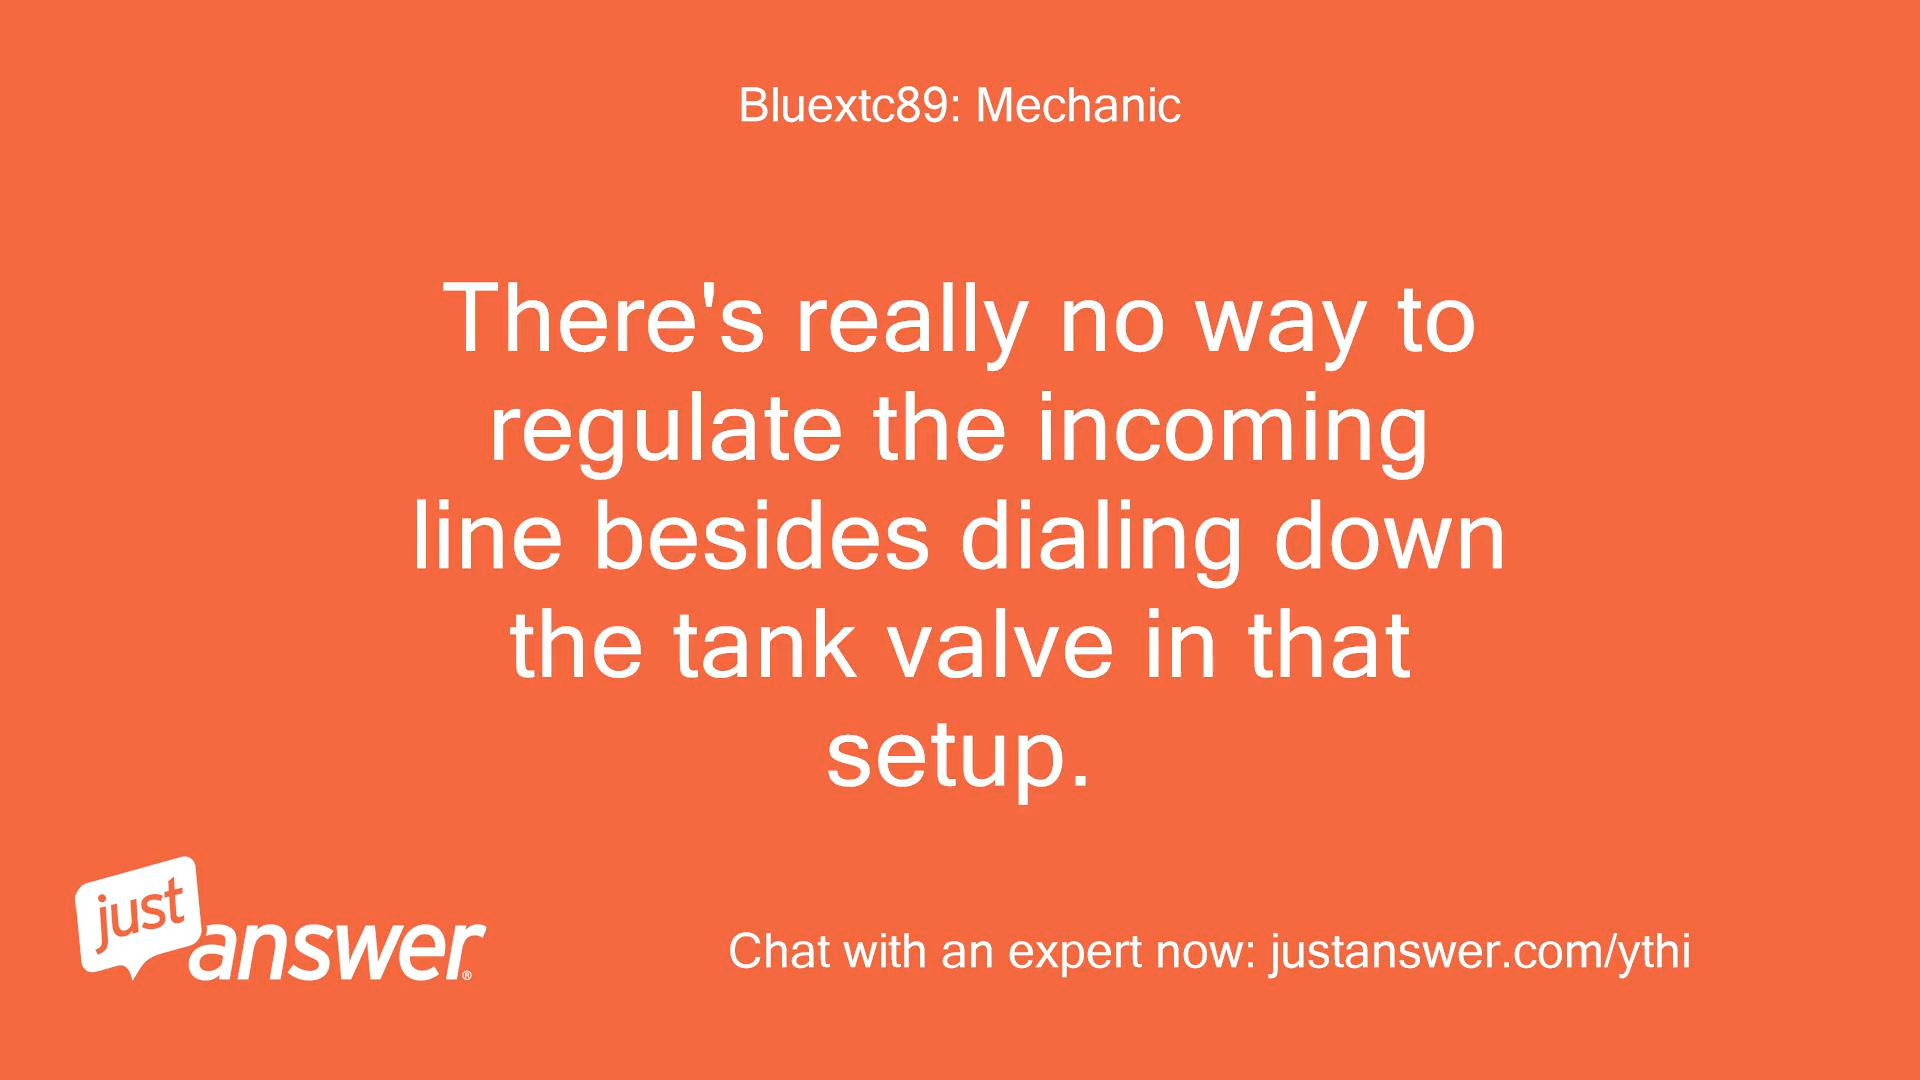 Bluextc89: Mechanic
There's really no way to
regulate the incoming
line besides dialing down
the tank valve in that
setup.
just
answer®
Chat with an expert now: justanswer.com/ythi